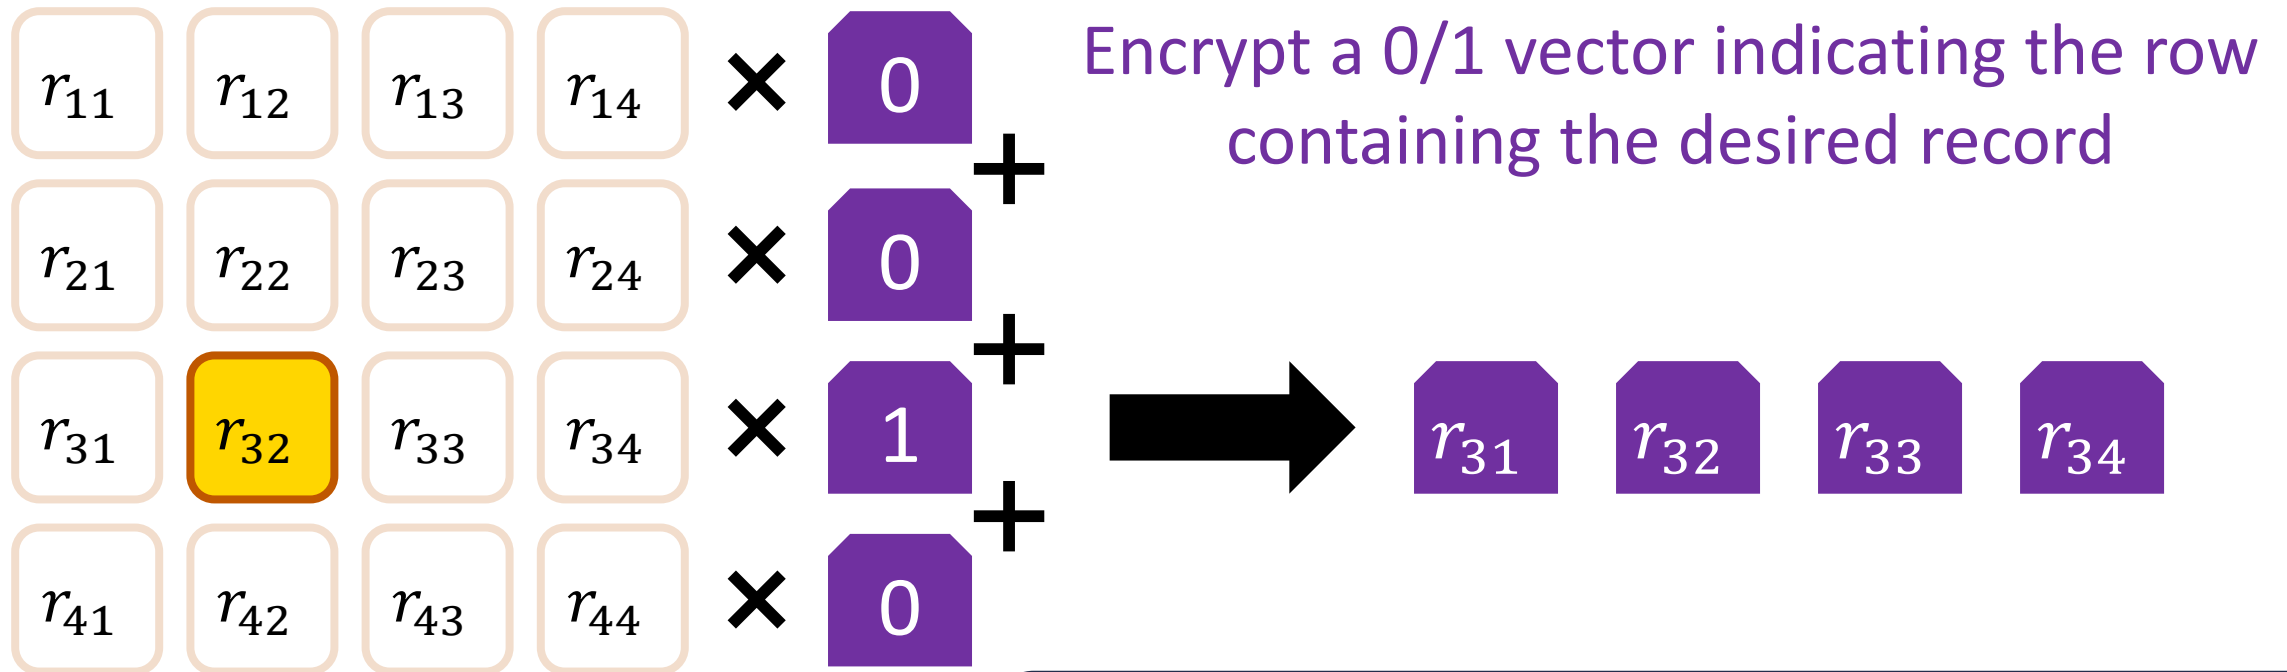 r₁₁ r₁₂ r₁₃ r₁₄ × 0
Encrypt a 0/1 vector indicating the row
containing the desired record
+
r₂₁ r₂₂ r₂₃ r₂₄ × 0
+
r₃₁ r₃₂ r₃₃ r₃₄ × 1 r₃₁ r₃₂ r₃₃ r₃₄
+
r₄₁ r₄₂ r₄₃ r₄₄ × 0